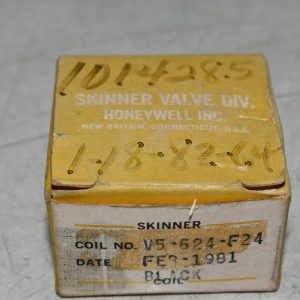 1D14285
SKINNER VALVE DIV.
HONEYWELL INC.
NEW BRITAIN, CONNECTICUT, U.S.A.
1-18-82-64
SKINNER
COIL NO. V5-624-F24
DATE FEB-1981
BLACK
COIL